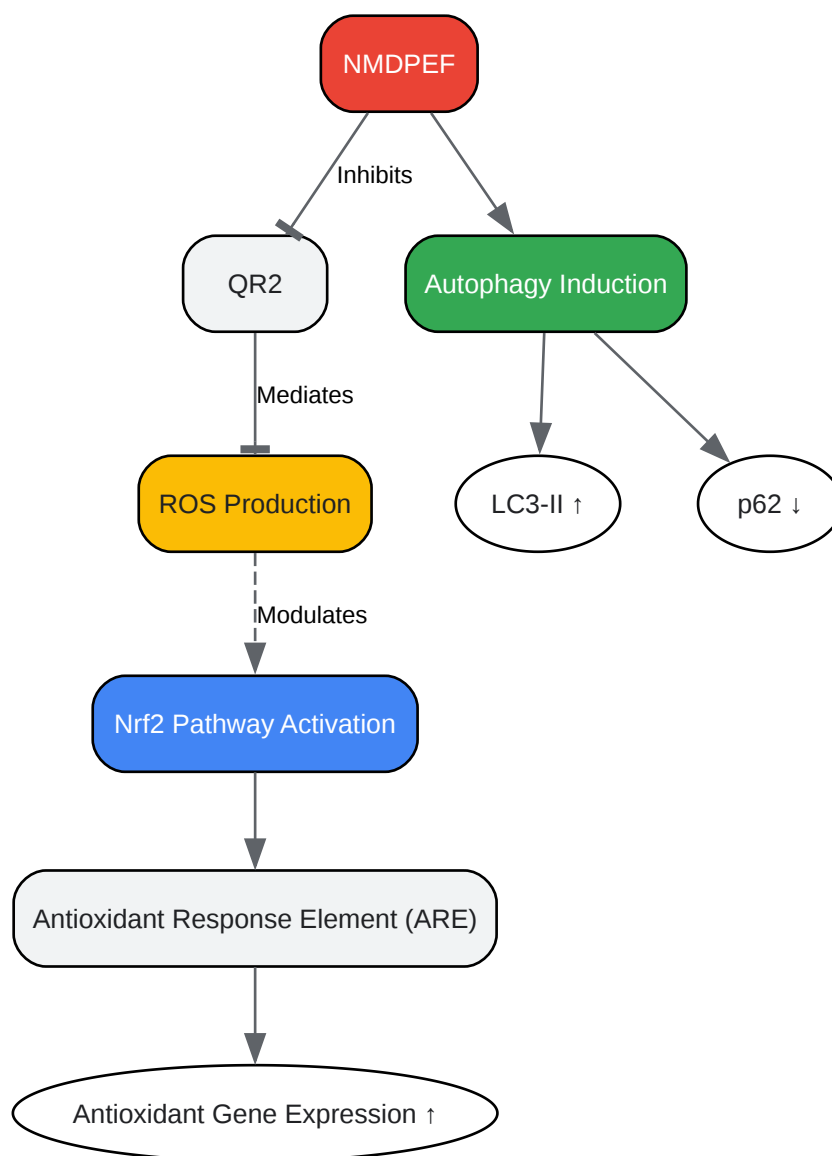 NMDPEF
Inhibits
QR2
Autophagy Induction
Mediates
ROS Production
LC3-II ↑
p62 ↓
Modulates
Nrf2 Pathway Activation
Antioxidant Response Element (ARE)
Antioxidant Gene Expression ↑